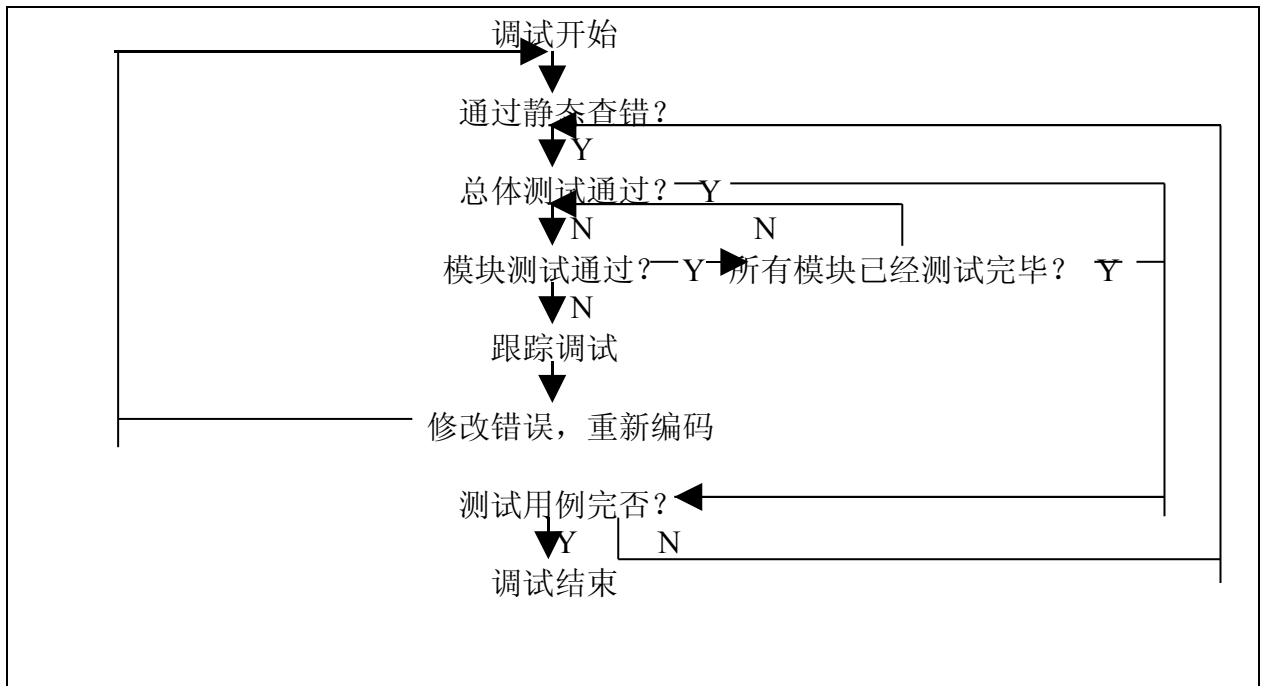 调试开始
通过静态查错?
Y
总体测试通过? Y
N N
模块测试通过? Y 所有模块已经测试完毕? Y
N
跟踪调试
修改错误，重新编码
测试用例完否?
Y N
调试结束